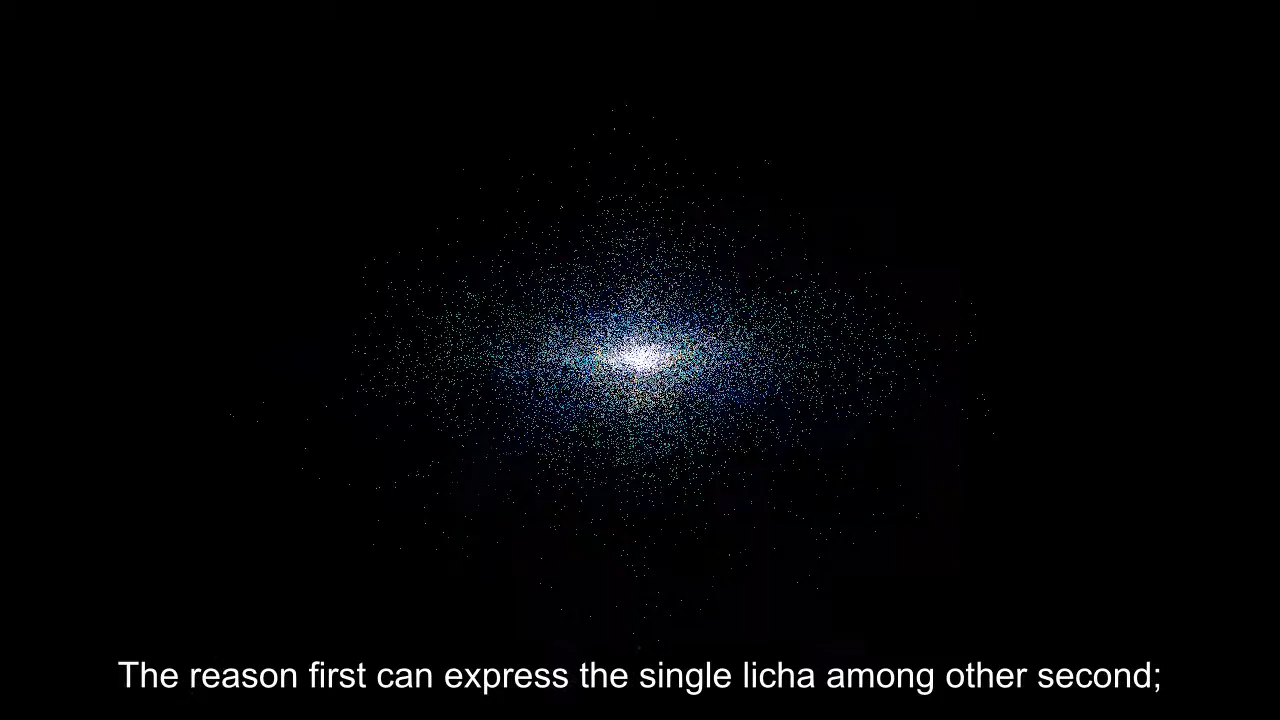 The reason first can express the single licha among other second;